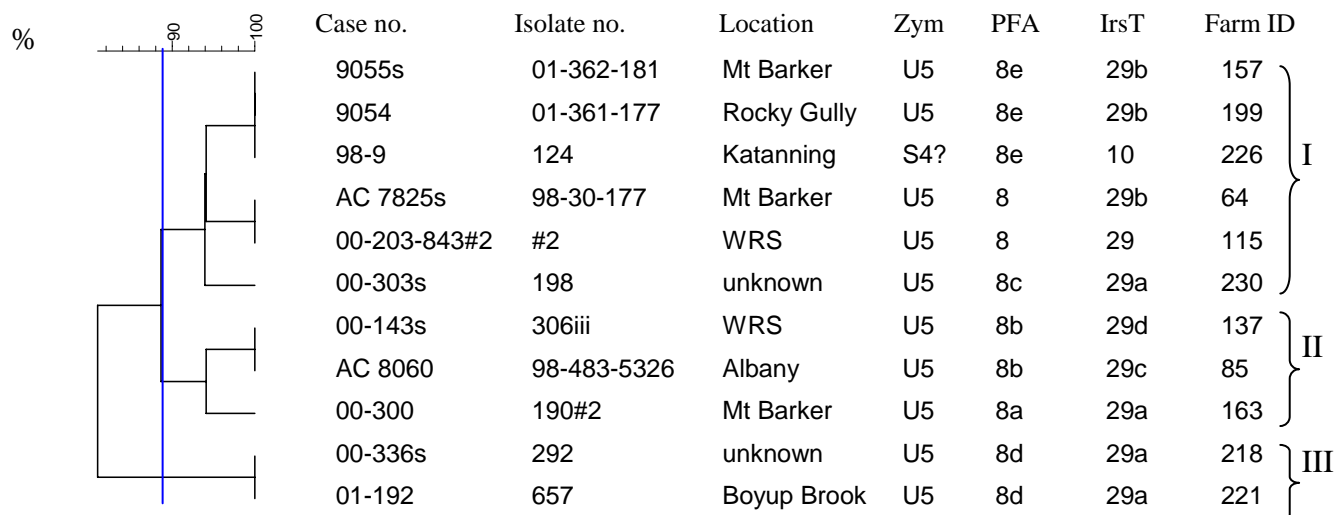 % 90 100 Case no. Isolate no. Location Zym PFA IrsT Farm ID
9055s 01-362-181 Mt Barker U5 8e 29b 157
9054 01-361-177 Rocky Gully U5 8e 29b 199
98-9 124 Katanning S4? 8e 10 226 I
AC 7825s 98-30-177 Mt Barker U5 8 29b 64
00-203-843#2 #2 WRS U5 8 29 115
00-303s 198 unknown U5 8c 29a 230
00-143s 306iii WRS U5 8b 29d 137
AC 8060 98-483-5326 Albany U5 8b 29c 85 II
00-300 190#2 Mt Barker U5 8a 29a 163
00-336s 292 unknown U5 8d 29a 218 III
01-192 657 Boyup Brook U5 8d 29a 221